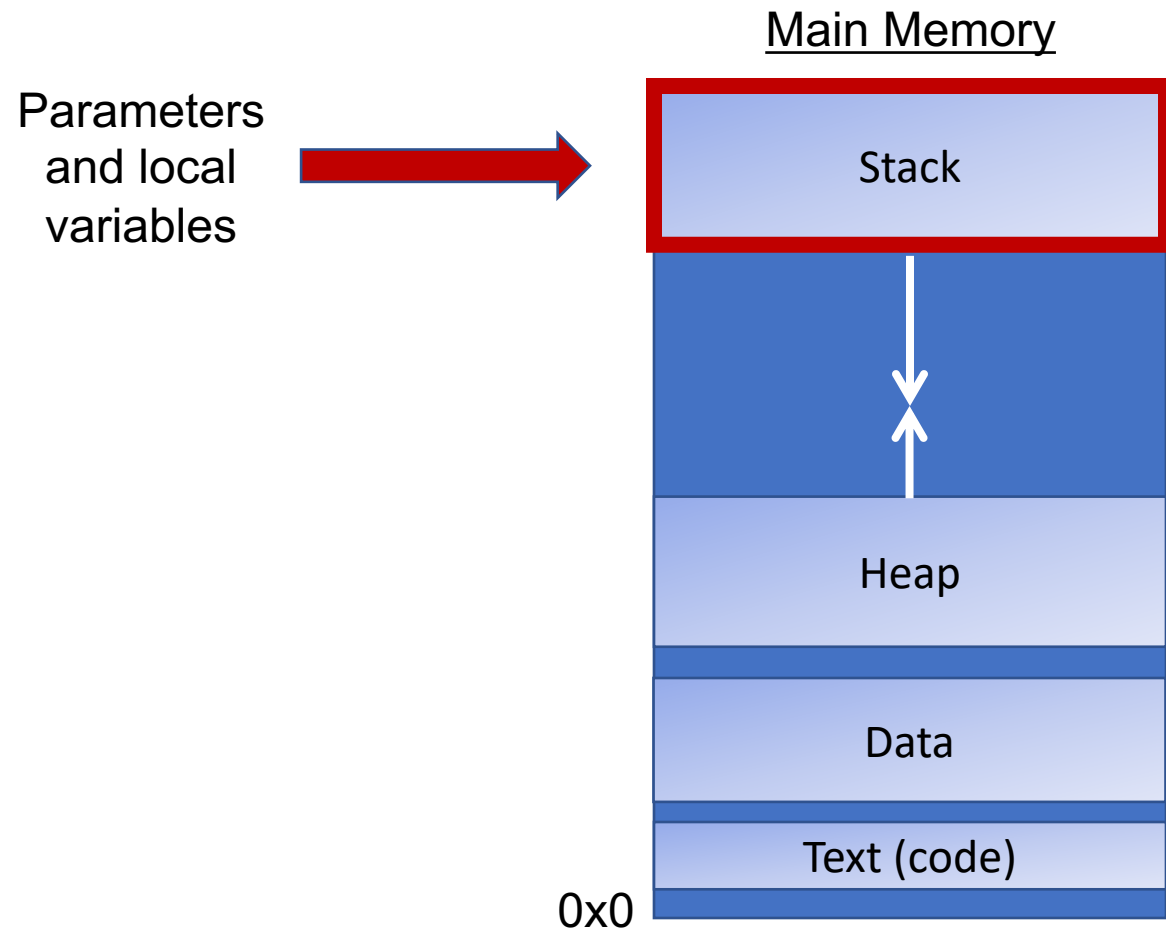 Main Memory
Parameters
and local
variables
Stack
Heap
Data
Text (code)
0x0